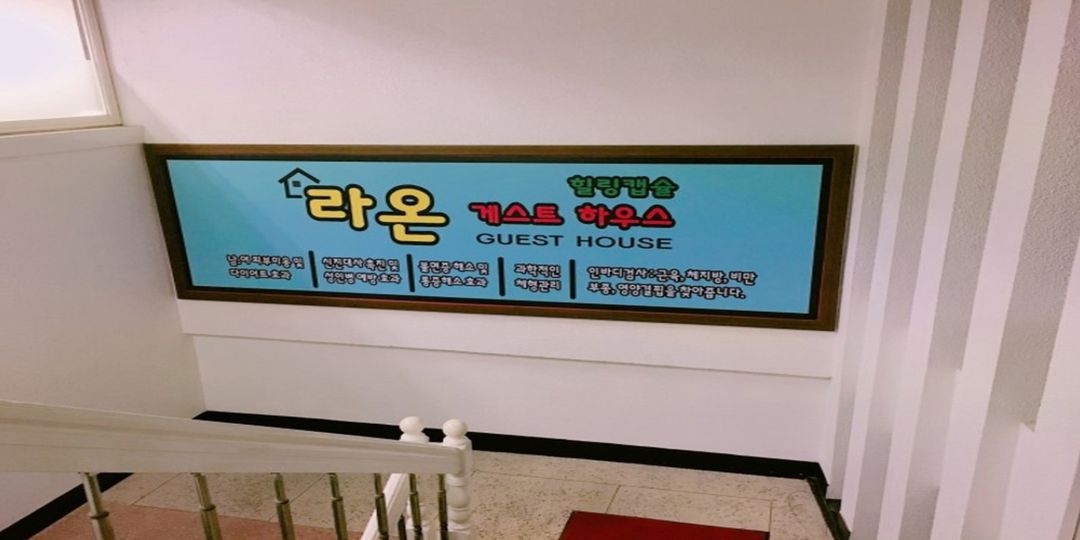 라온
힐링캡슐
게스트 하우스
GUEST HOUSE
남,여 피부미용 및
다이어트 효과
신진대사 촉진 및
성인병 예방 효과
불면증 해소 및
통증해소 효과
과학적인
체형관리
인바디검사 : 근육, 체지방, 비만
부종, 영양결핍을 찾아줍니다.